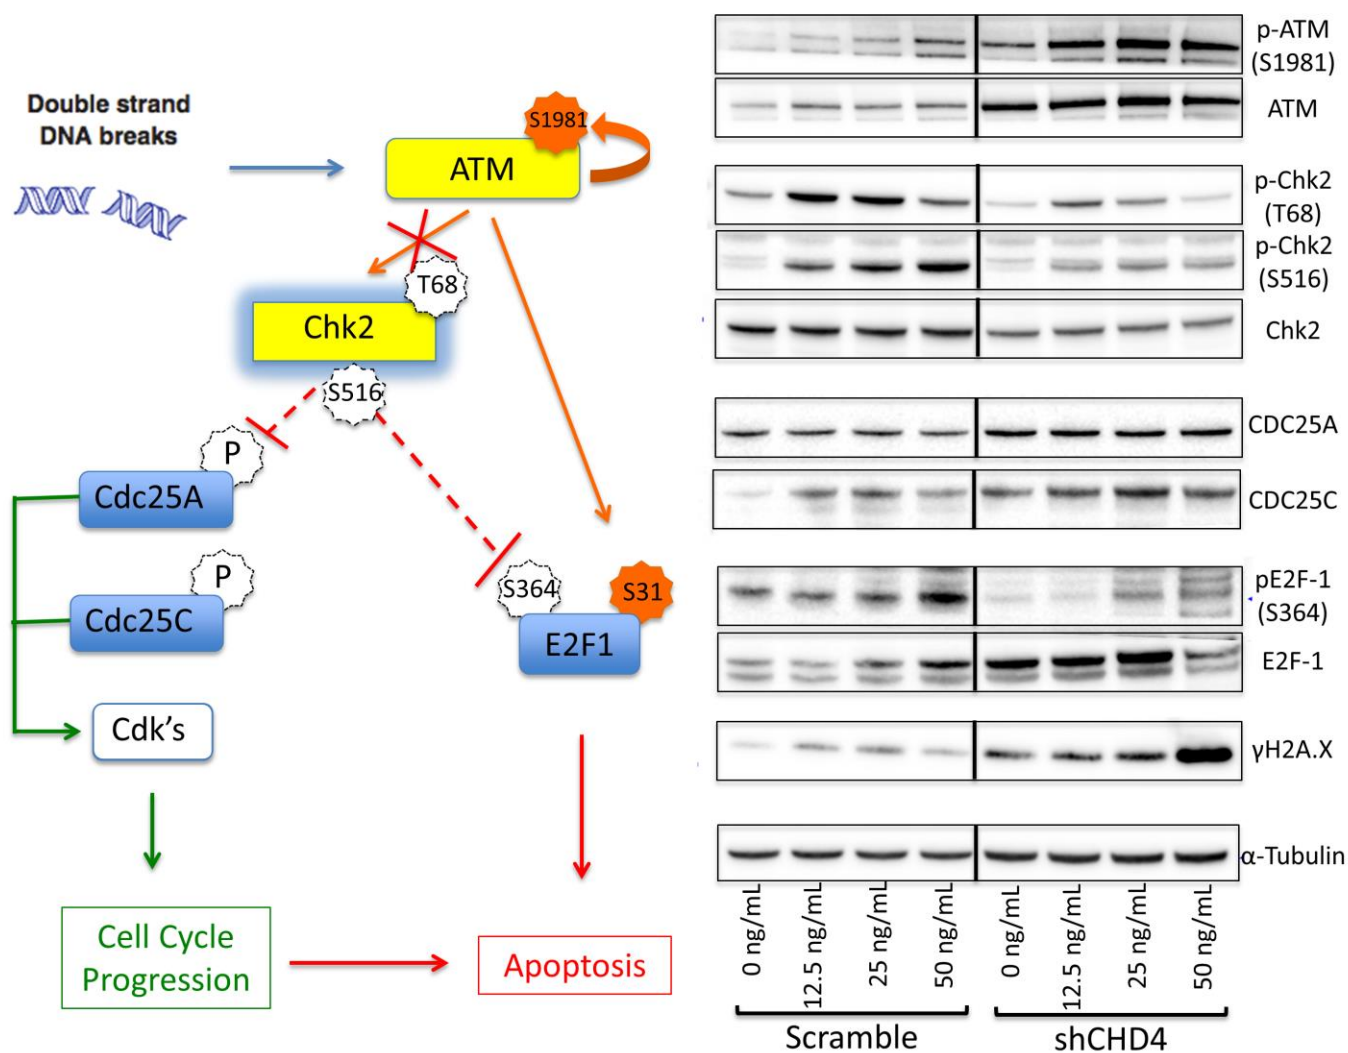 Double strand
DNA breaks
S1981
ATM
T68
Chk2
S516
P
Cdc25A
P
Cdc25C
S364
S31
E2F1
Cdk's
Cell Cycle
Progression
Apoptosis
p-ATM
(S1981)
ATM
p-Chk2
(T68)
p-Chk2
(S516)
Chk2
CDC25A
CDC25C
pE2F-1
(S364)
E2F-1
γH2A.X
α-Tubulin
0 ng/mL
12.5 ng/mL
25 ng/mL
50 ng/mL
0 ng/mL
12.5 ng/mL
25 ng/mL
50 ng/mL
Scramble
shCHD4